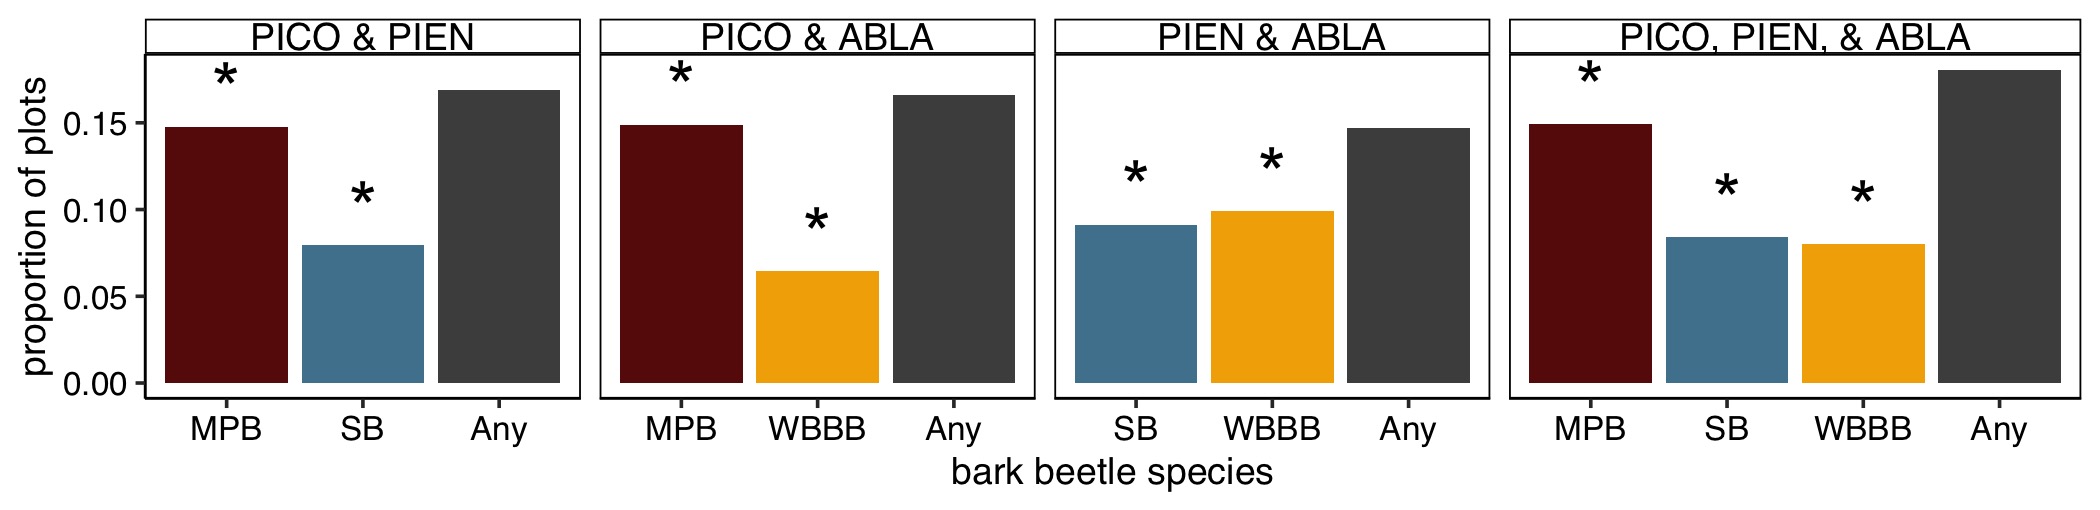 PICO & PIEN
PICO & ABLA
PIEN & ABLA
PICO, PIEN, & ABLA
proportion of plots
0.15
0.10
0.05
0.00
* *
* *
* *
* * *
MPB SB Any
MPB WBBB Any
SB WBBB Any
MPB SB WBBB Any
bark beetle species